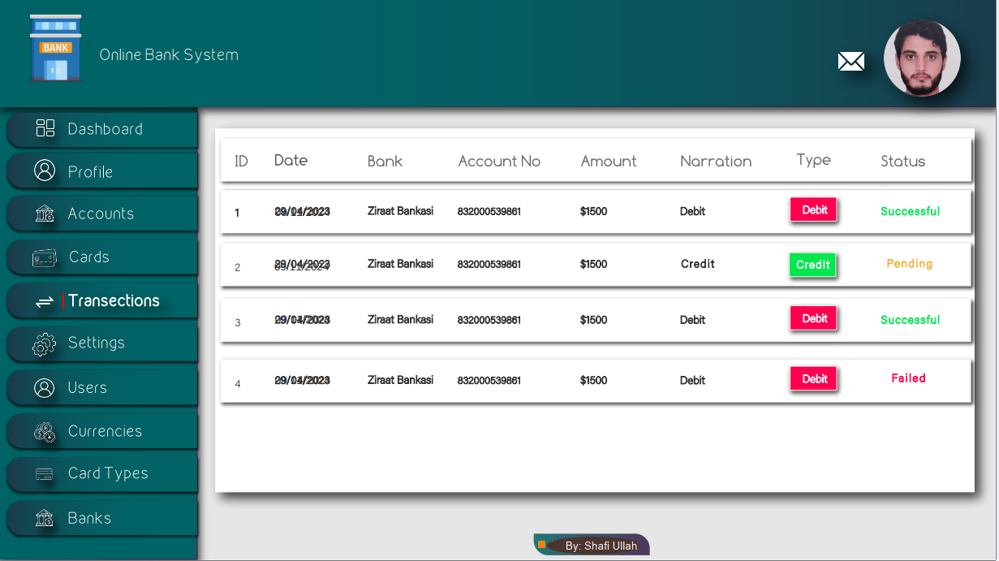 BANK
Online Bank System
Dashboard
Profile
Accounts
Cards
Transections
Settings
Users
Currencies
Card Types
Banks
ID Date Bank Account No Amount Narration Type Status
1 29/04/2023 Ziraat Bankasi 832000539861 $1500 Debit Debit Successful
2 29/04/2023 Ziraat Bankasi 832000539861 $1500 Credit Credit Pending
3 29/04/2023 Ziraat Bankasi 832000539861 $1500 Debit Debit Successful
4 29/04/2023 Ziraat Bankasi 832000539861 $1500 Debit Debit Failed
By: Shafi Ullah